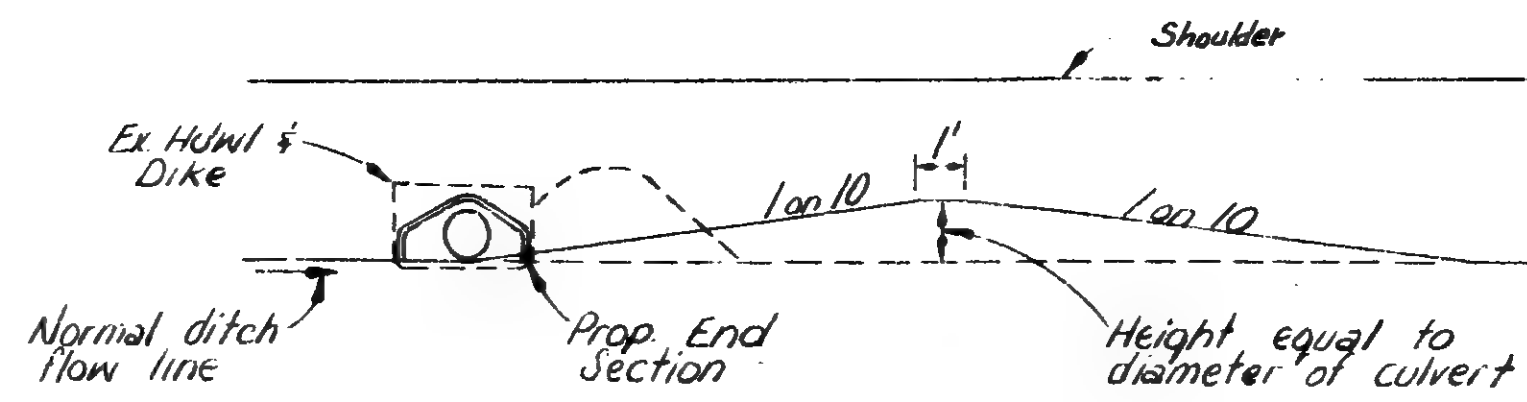 Shoulder
Ex. Hdwl &
Dike
1'
1 on 10
1 on 10
Normal ditch
flow line
Prop. End
Section
Height equal to
diameter of culvert